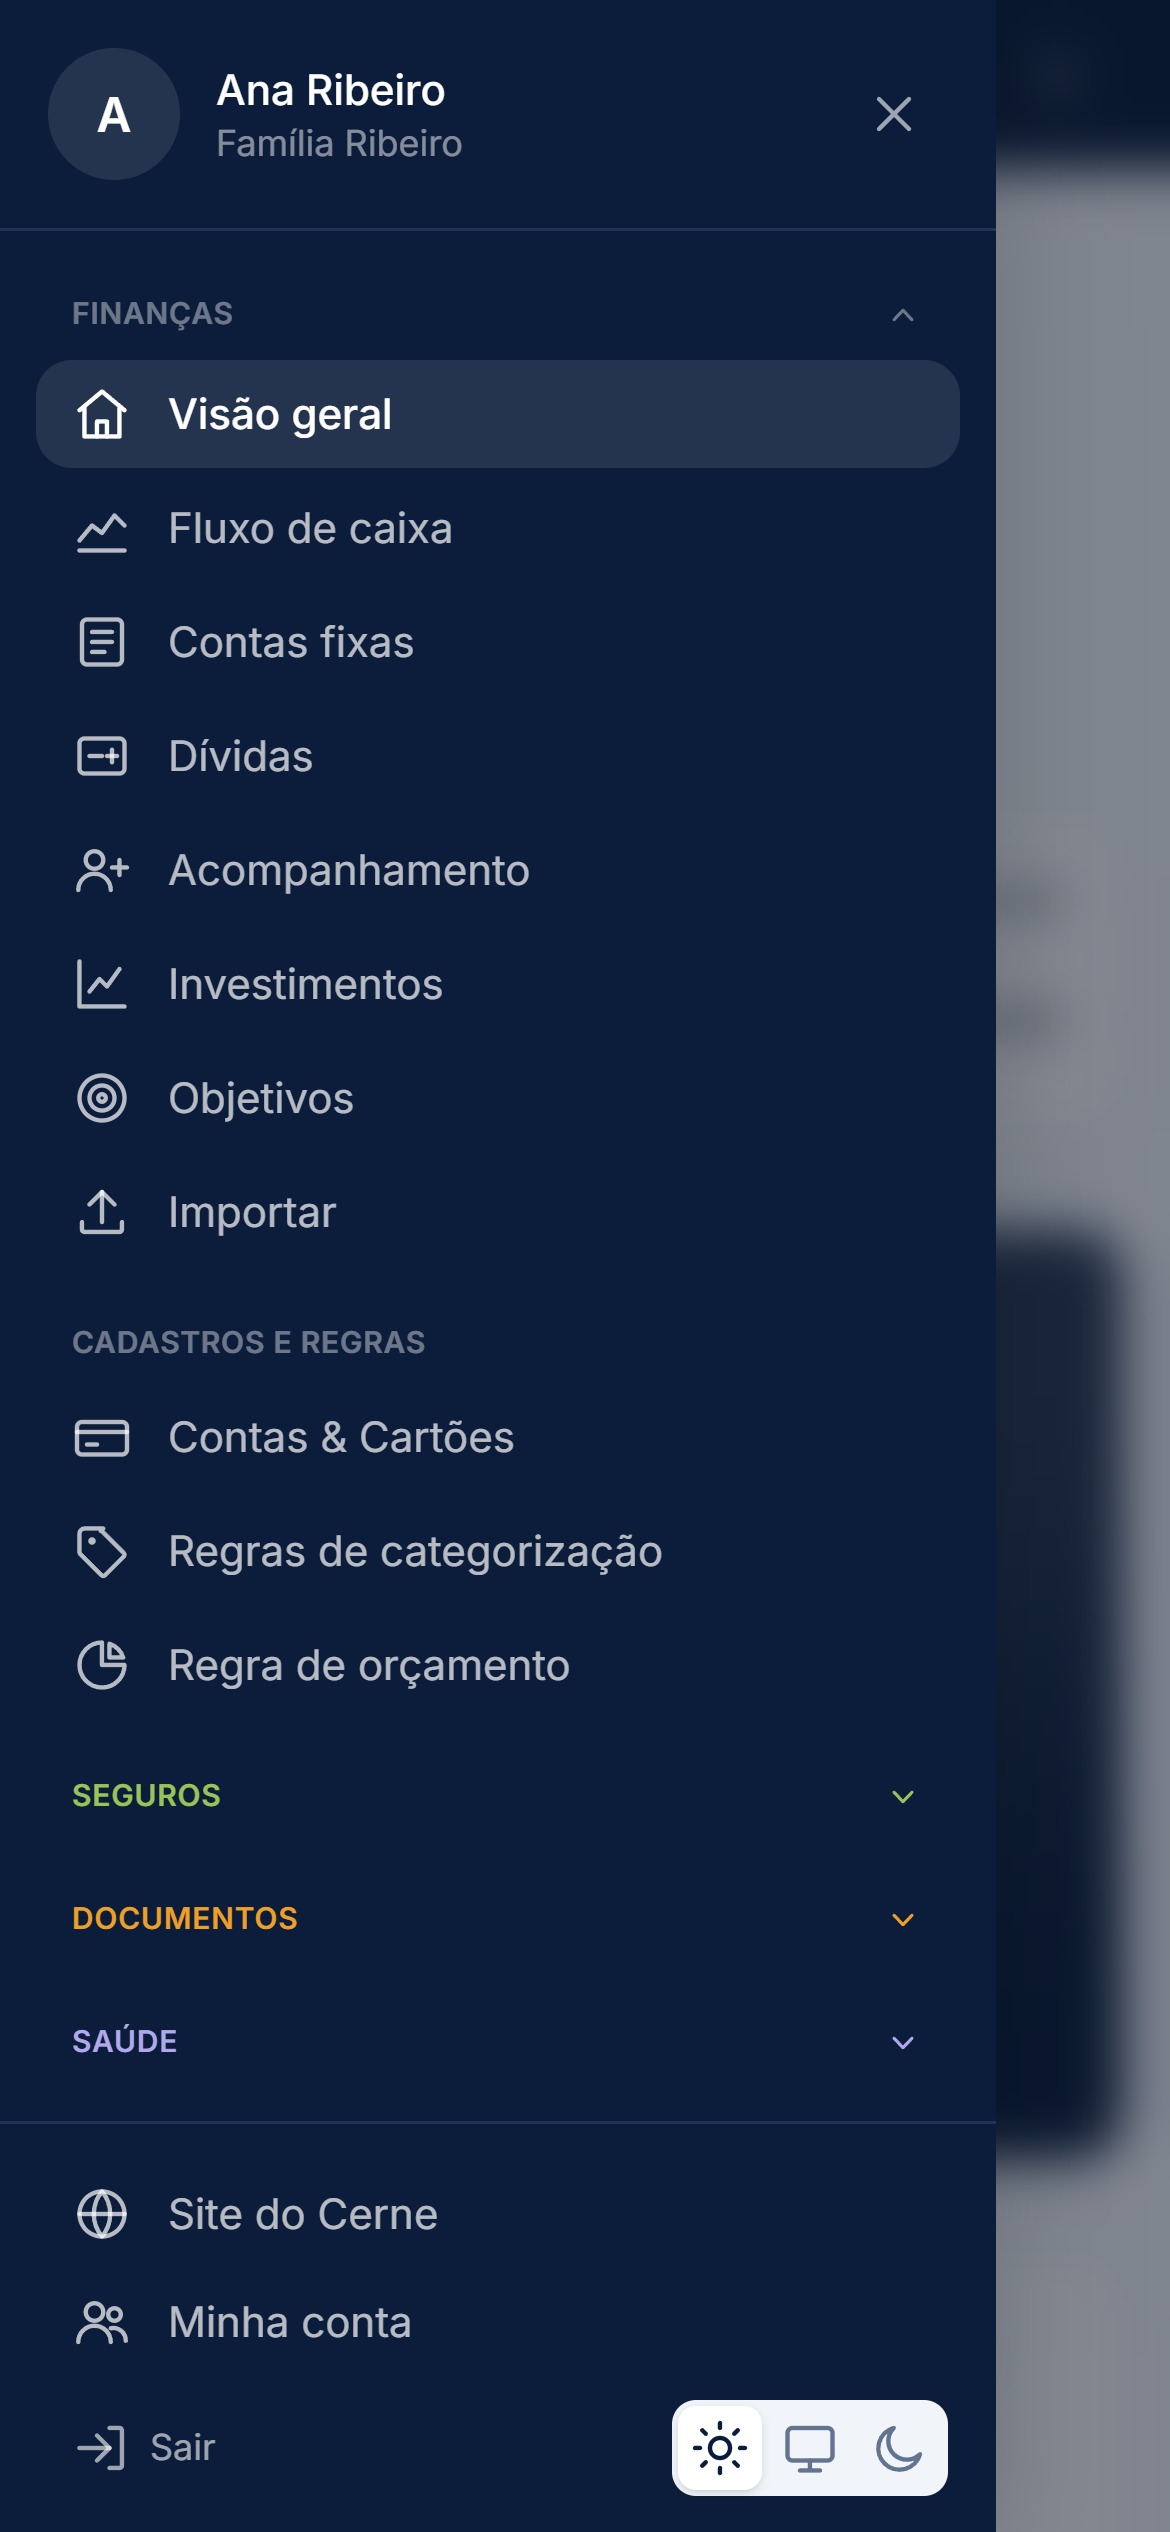 A
Ana Ribeiro
Família Ribeiro
FINANÇAS
Visão geral
Fluxo de caixa
Contas fixas
Dívidas
Acompanhamento
Investimentos
Objetivos
Importar
CADASTROS E REGRAS
Contas & Cartões
Regras de categorização
Regra de orçamento
SEGUROS
DOCUMENTOS
SAÚDE
Site do Cerne
Minha conta
Sair